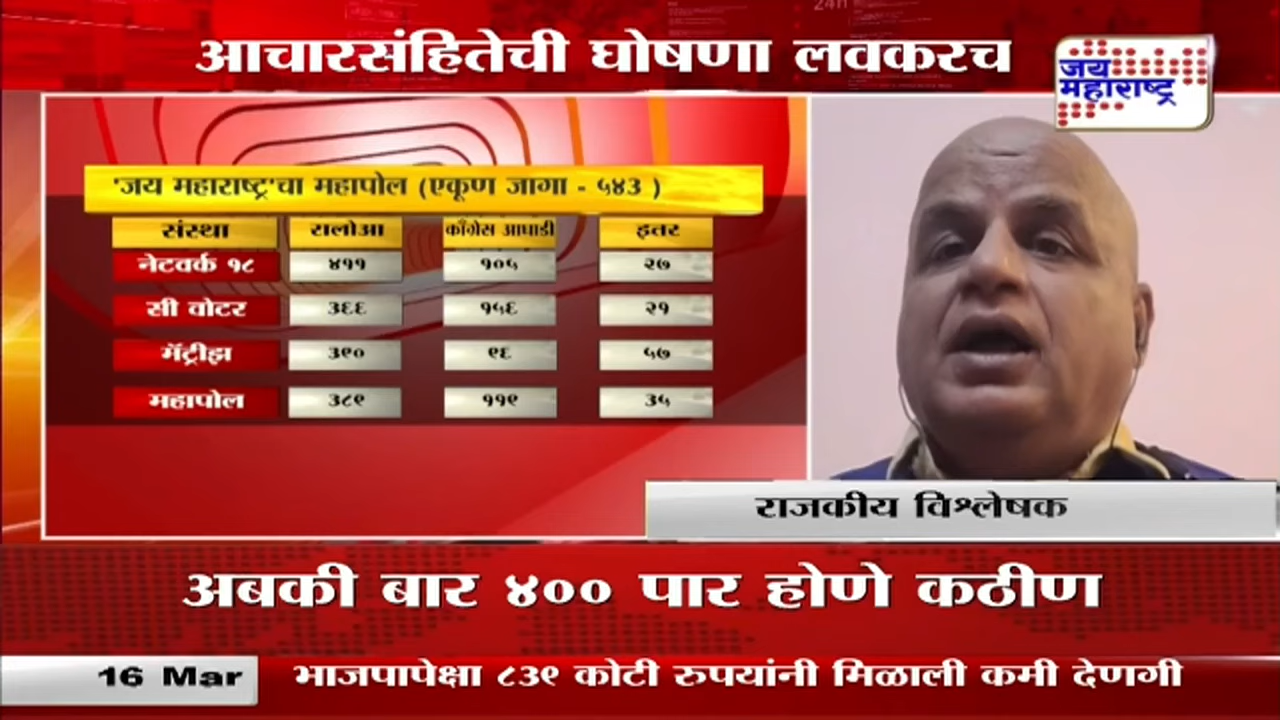 आचारसंहितेची घोषणा लवकरच
जय
महाराष्ट्र
'जय महाराष्ट्र'चा महापोल (एकूण जागा - ५४३ )
संस्था रालोआ काँग्रेस आघाडी इतर
नेटवर्क १८ ४११ १०५ २७
सी वोटर ३६६ १५६ २१
मॅट्रीझ ३९० ९६ ५७
महापोल ३८९ ११९ ३५
राजकीय विश्लेषक
अबकी बार ४०० पार होणे कठीण
16 Mar भाजपापेक्षा ८३९ कोटी रुपयांनी मिळाली कमी देणगी